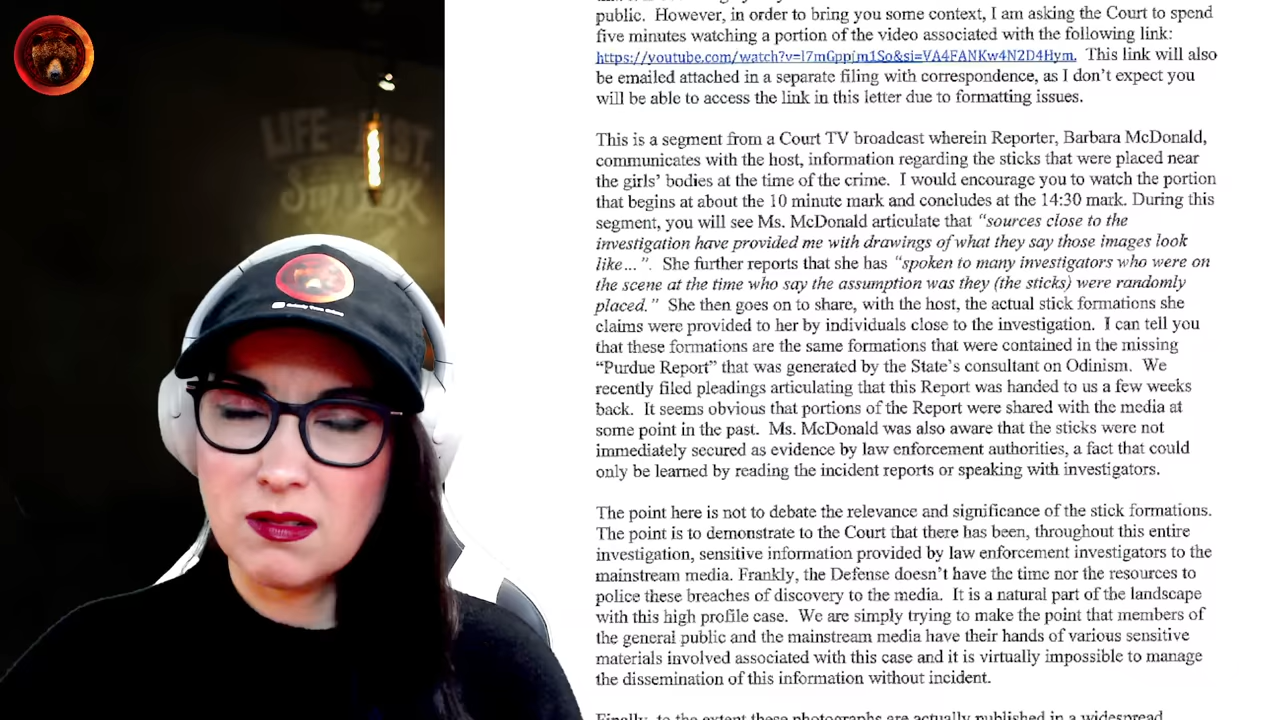 public. However, in order to bring you some context, I am asking the Court to spend
five minutes watching a portion of the video associated with the following link:
https://youtube.com/watch?v=l7mGppjm1So&si=VA4FANKw4N2D4Hym. This link will also
be emailed attached in a separate filing with correspondence, as I don't expect you
will be able to access the link in this letter due to formatting issues.
This is a segment from a Court TV broadcast wherein Reporter, Barbara McDonald,
communicates with the host, information regarding the sticks that were placed near
the girls' bodies at the time of the crime. I would encourage you to watch the portion
that begins at about the 10 minute mark and concludes at the 14:30 mark. During this
segment, you will see Ms. McDonald articulate that "sources close to the
investigation have provided me with drawings of what they say those images look
like…". She further reports that she has "spoken to many investigators who were on
the scene at the time who say the assumption was they (the sticks) were randomly
placed." She then goes on to share, with the host, the actual stick formations she
claims were provided to her by individuals close to the investigation. I can tell you
that these formations are the same formations that were contained in the missing
"Purdue Report" that was generated by the State's consultant on Odinism. We
recently filed pleadings articulating that this Report was handed to us a few weeks
back. It seems obvious that portions of the Report were shared with the media at
some point in the past. Ms. McDonald was also aware that the sticks were not
immediately secured as evidence by law enforcement authorities, a fact that could
only be learned by reading the incident reports or speaking with investigators.
The point here is not to debate the relevance and significance of the stick formations.
The point is to demonstrate to the Court that there has been, throughout this entire
investigation, sensitive information provided by law enforcement investigators to the
mainstream media. Frankly, the Defense doesn't have the time nor the resources to
police these breaches of discovery to the media. It is a natural part of the landscape
with this high profile case. We are simply trying to make the point that members of
the general public and the mainstream media have their hands of various sensitive
materials involved associated with this case and it is virtually impossible to manage
the dissemination of this information without incident.
Finally, to the extent these photographs are actually published in a widespread
LIFE